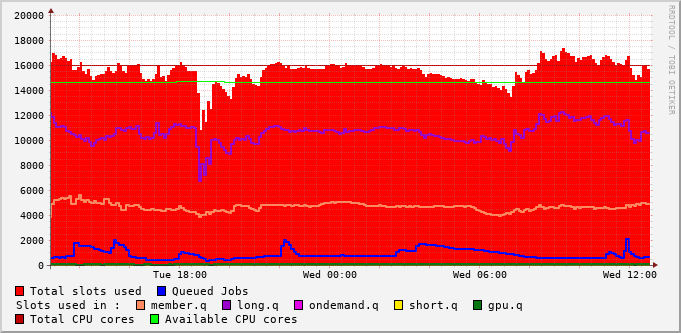 20000
18000
16000
14000
12000
10000
8000
6000
4000
2000
0
Tue 18:00 Wed 00:00 Wed 06:00 Wed 12:00
RRDTOOL / TOBI OETIKER
Total slots used Queued Jobs
Slots used in : member.q long.q ondemand.q short.q gpu.q
Total CPU cores Available CPU cores